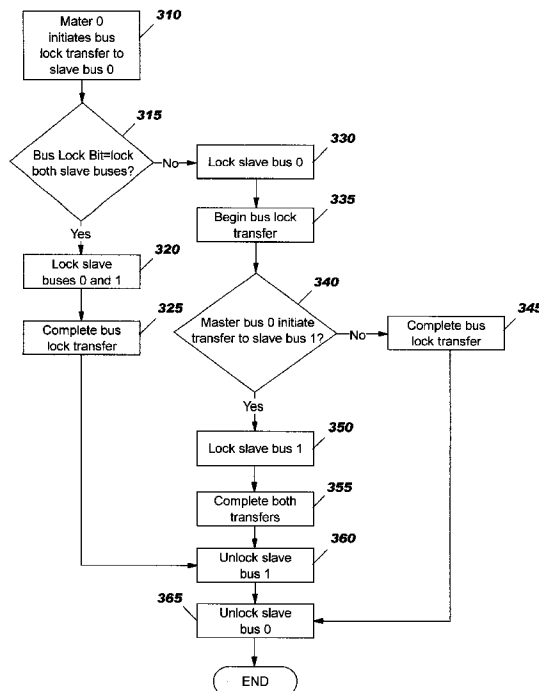 310
Mater 0
initiates bus
lock transfer to
slave bus 0
315
Bus Lock Bit=lock
both slave buses?
No
330
Lock slave bus 0
335
Begin bus lock
transfer
Yes
320
Lock slave
buses 0 and 1
325
Complete bus
lock transfer
340
Master bus 0 initiate
transfer to slave bus 1?
No
345
Complete bus
lock transfer
Yes
350
Lock slave bus 1
355
Complete both
transfers
360
Unlock slave
bus 1
365
Unlock slave
bus 0
END